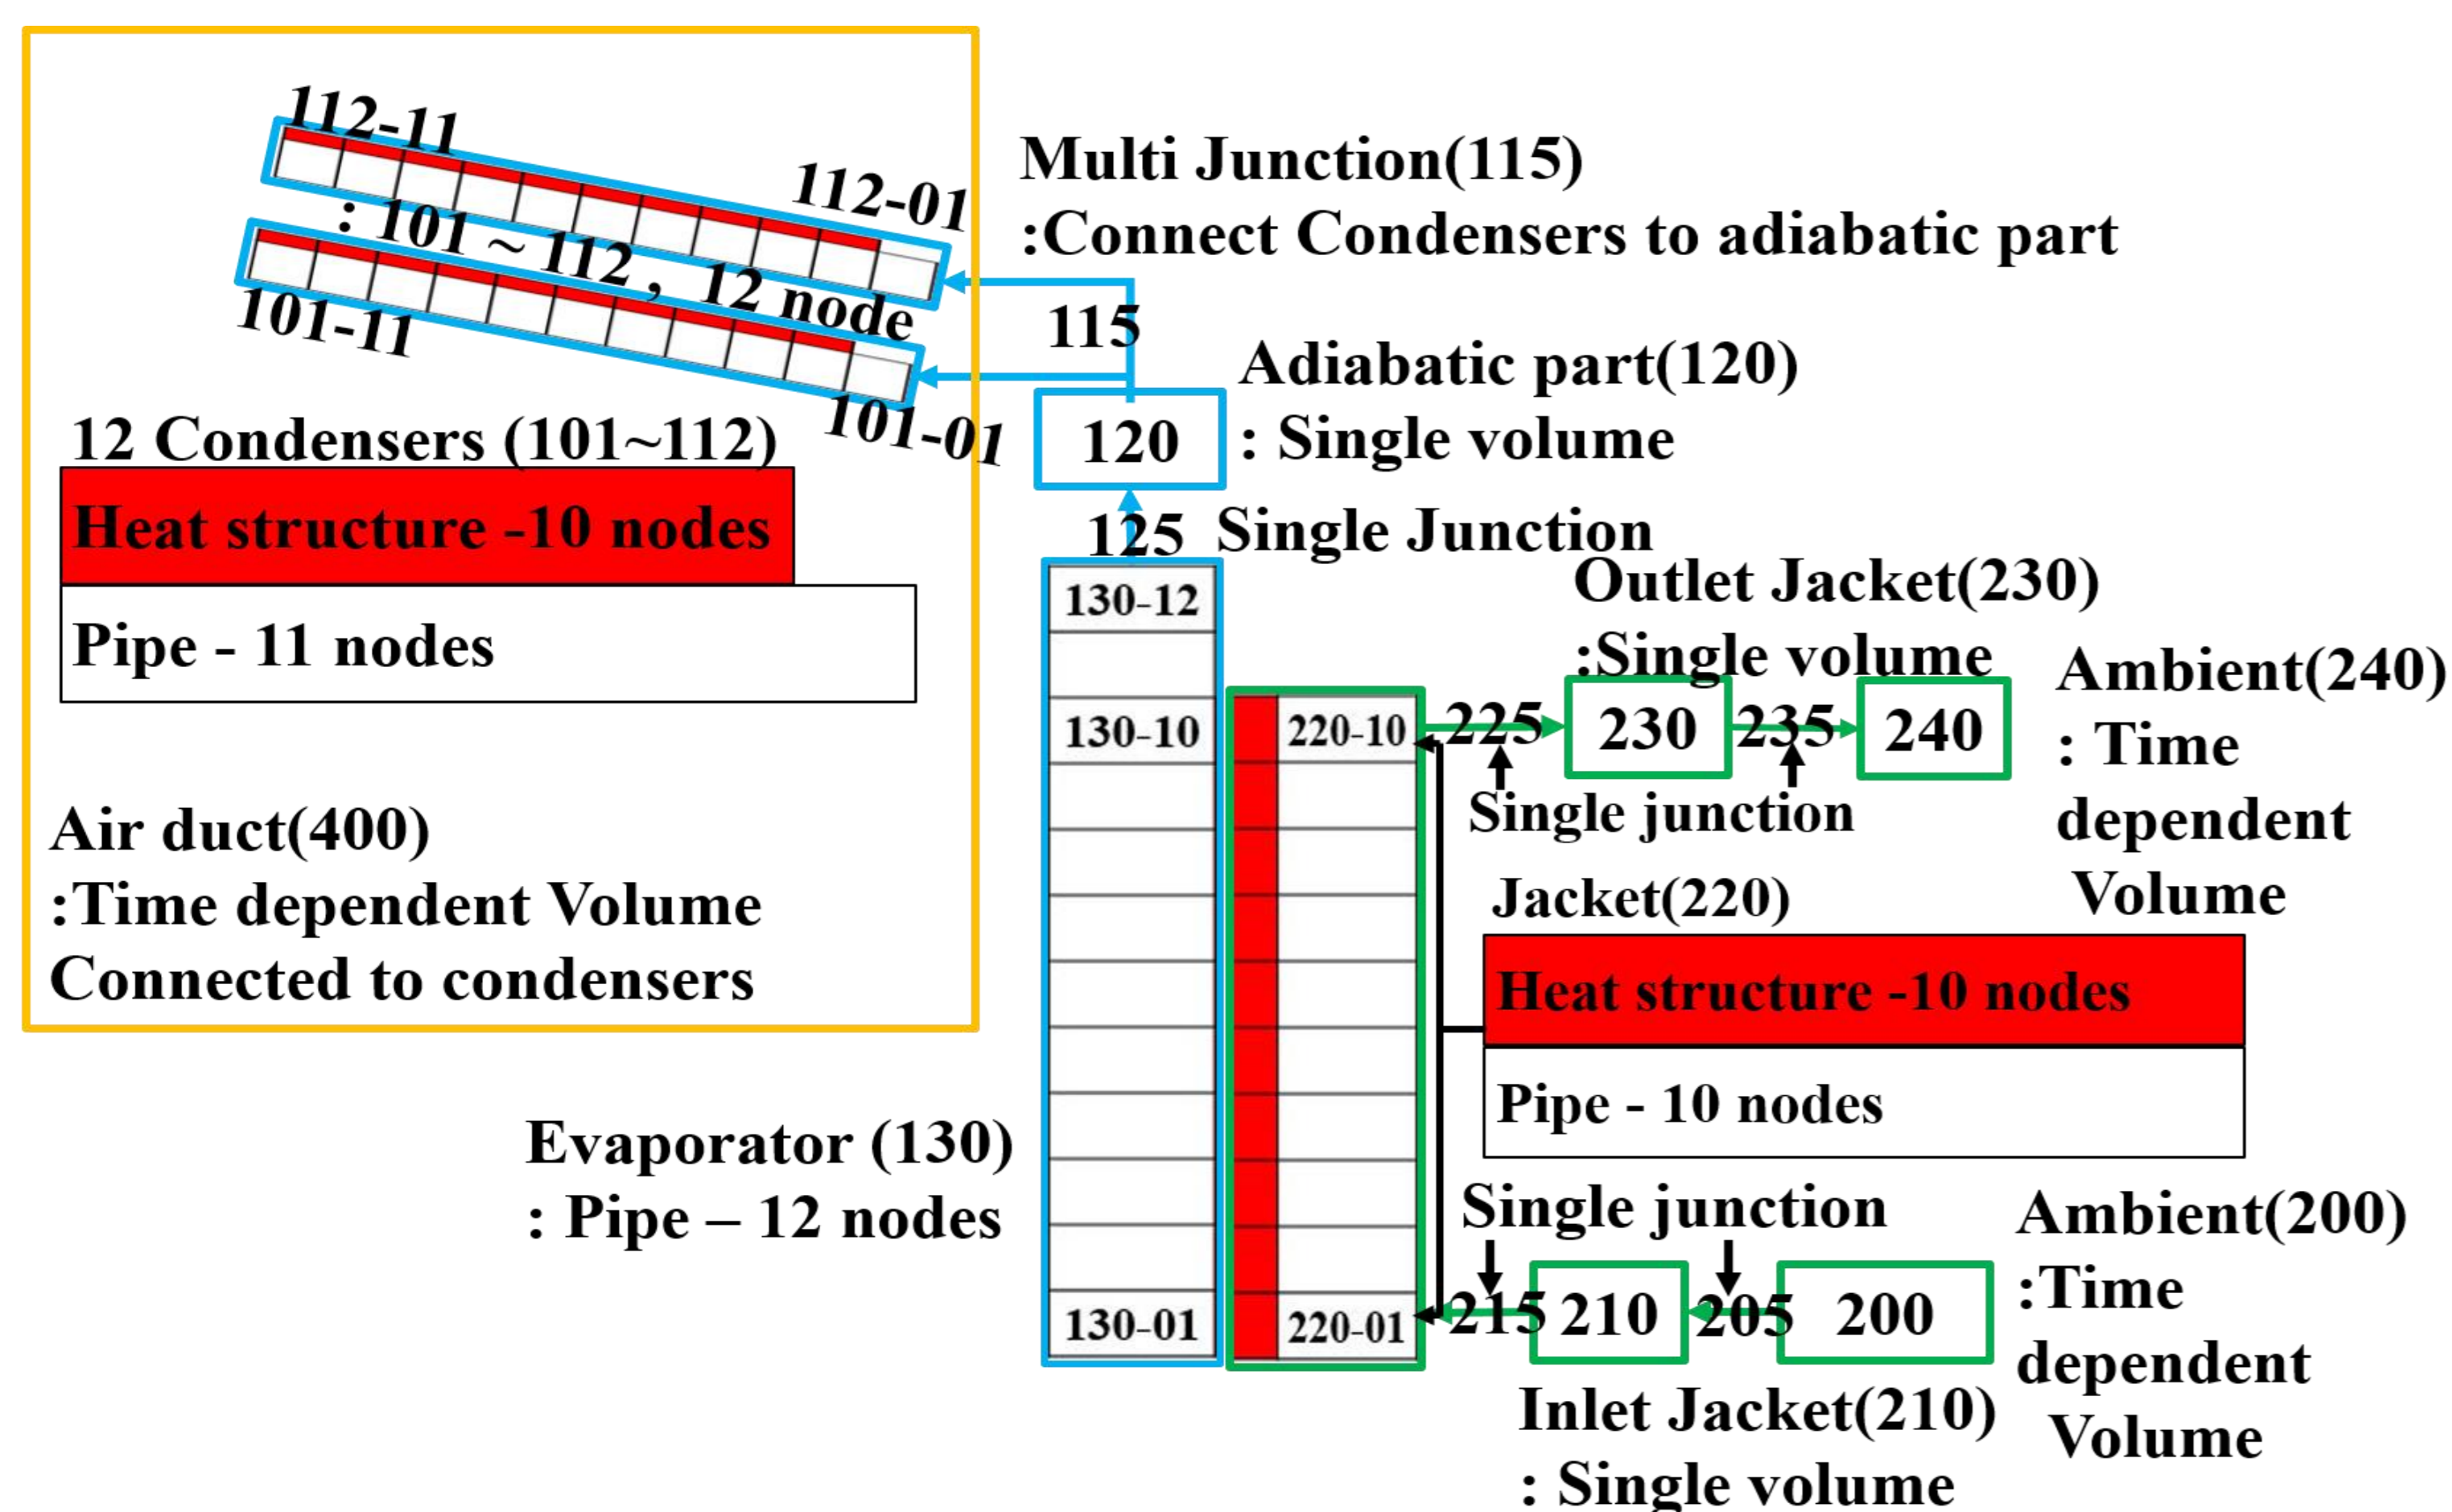 112-11
112-01
: 101 ~ 112 , 12 node
101-11
101-01
12 Condensers (101~112)
Heat structure -10 nodes
Pipe - 11 nodes
Air duct(400)
:Time dependent Volume
Connected to condensers
Multi Junction(115)
:Connect Condensers to adiabatic part
115
Adiabatic part(120)
: Single volume
120
125
Single Junction
130-12
130-10
130-01
Evaporator (130)
: Pipe – 12 nodes
220-10
220-01
Outlet Jacket(230)
:Single volume
225
230
235
240
Single junction
Ambient(240)
: Time
dependent
Volume
Jacket(220)
Heat structure -10 nodes
Pipe - 10 nodes
Single junction
215
210
205
200
Ambient(200)
:Time
dependent
Volume
Inlet Jacket(210)
: Single volume